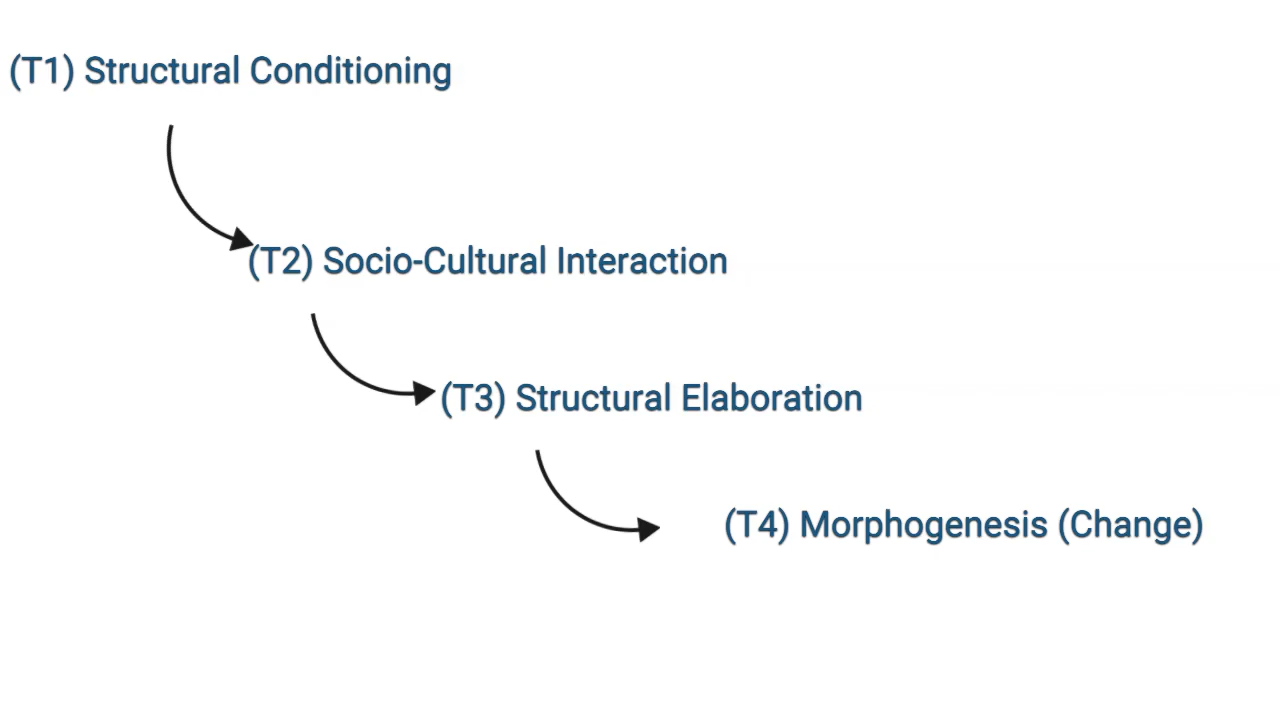 (T1) Structural Conditioning
(T2) Socio-Cultural Interaction
(T3) Structural Elaboration
(T4) Morphogenesis (Change)